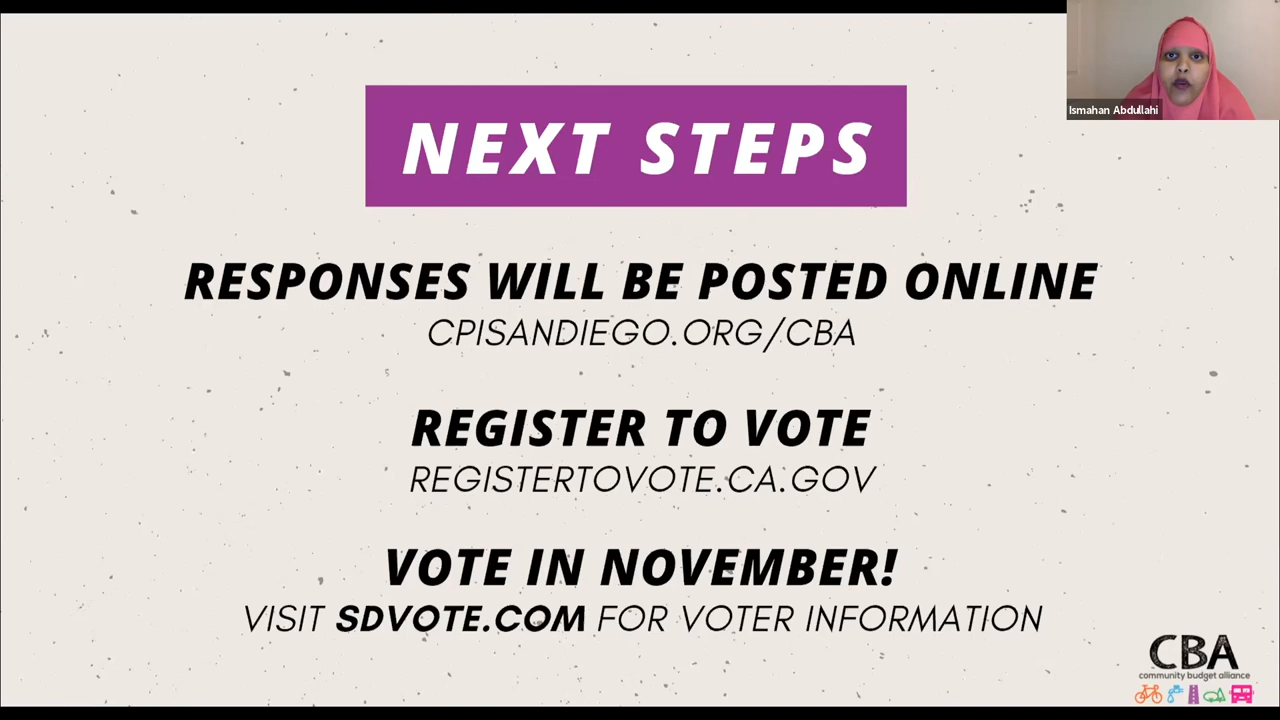 Ismahan Abdullahi
NEXT STEPS
RESPONSES WILL BE POSTED ONLINE
CPISANDIEGO.ORG/CBA
REGISTER TO VOTE
REGISTERTOVOTE.CA.GOV
VOTE IN NOVEMBER!
VISIT SDVOTE.COM FOR VOTER INFORMATION
CBA
community budget alliance